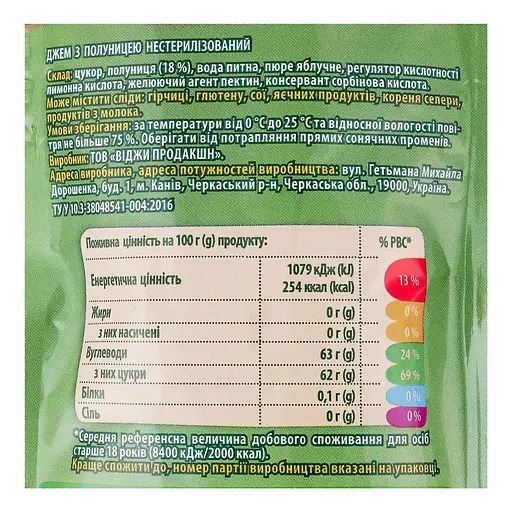 ДЖЕМ З ПОЛУНИЦЕЮ НЕСТЕРИЛІЗОВАНИЙ
Склад: цукор, полуниця (18 %), вода питна, пюре яблучне, регулятор кислотності
лимонна кислота, желюючий агент пектин, консервант сорбінова кислота.
Може містити сліди: гірчиці, глютену, сої, яєчних продуктів, кореня селери,
продуктів з молока.
Умови зберігання: за температури від 0 °С до 25 °С та відносної вологості пові-
тря не більше 75 %. Оберігати від потрапляння прямих сонячних променів.
Виробник: ТОВ «ВІДЖИ ПРОДАКШН».
Адреса виробника, адреса потужностей виробництва: вул. Гетьмана Михайла
Дорошенка, буд. 1, м. Канів, Черкаський р-н, Черкаська обл., 19000, Україна.
ТУ У 10.3-38048541-004:2016
Поживна цінність на 100 г (g) продукту: % РВС*
Енергетична цінність 1079 кДж (kJ) 13 %
254 ккал (kcal)
Жири 0 г (g) 0 %
з них насичені 0 г (g) 0 %
Вуглеводи 63 г (g) 24 %
з них цукри 62 г (g) 69 %
Білки 0,1 г (g) 0 %
Сіль 0 г (g) 0 %
*Середня референсна величина добового споживання для осіб
старше 18 років (8400 кДж/2000 ккал).
Краще спожити до, номер партії виробництва вказані на упаковці.